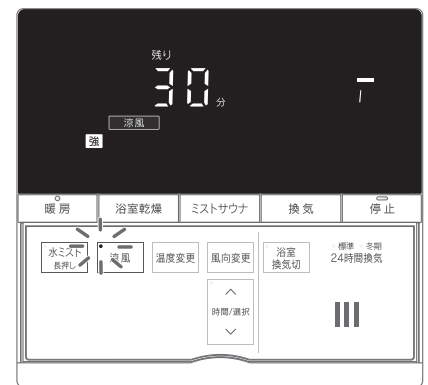 残り
30分
涼風
強
暖房 浴室乾燥 ミストサウナ 換気 停止
水ミスト 涼風 温度変更 風向変更 浴室 標準 冬期
長押し 換気切 24時間換気
時間/選択